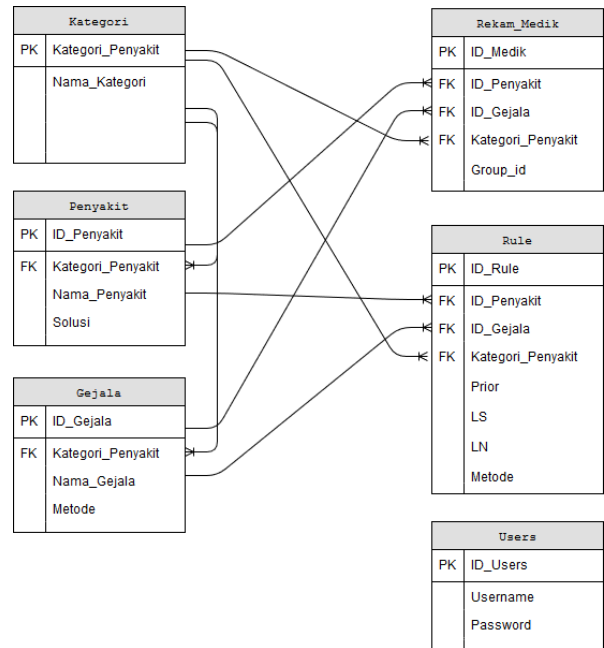 Kategori
PK Kategori_Penyakit
Nama_Kategori
Penyakit
PK ID_Penyakit
FK Kategori_Penyakit
Nama_Penyakit
Solusi
Gejala
PK ID_Gejala
FK Kategori_Penyakit
Nama_Gejala
Metode
Rekam_Medik
PK ID_Medik
FK ID_Penyakit
FK ID_Gejala
FK Kategori_Penyakit
Group_id
Rule
PK ID_Rule
FK ID_Penyakit
FK ID_Gejala
FK Kategori_Penyakit
Prior
LS
LN
Metode
Users
PK ID_Users
Username
Password